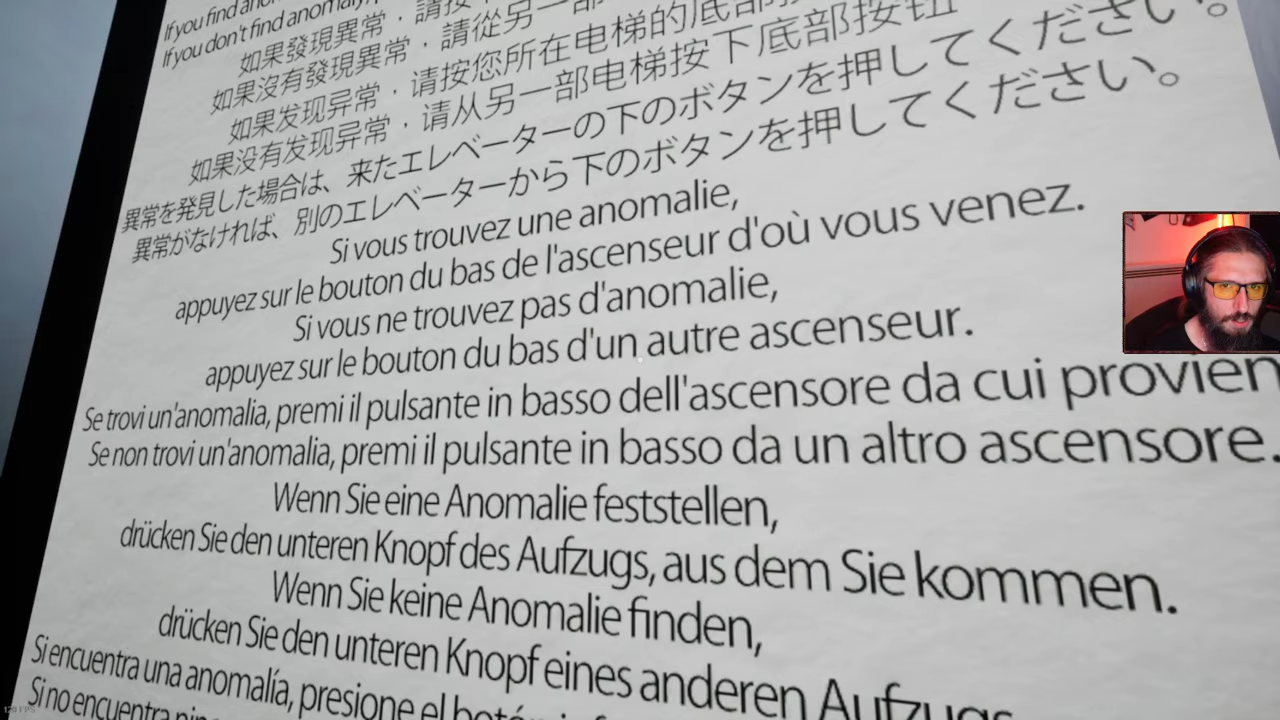 If you find
If you don't find anomaly,
如果發現異常，請按
如果沒有發現異常，請從另一部
如果发现异常，请按您所在电梯的底部
如果没有发现异常，请从另一部电梯按下底部按钮
異常を発見した場合は、来たエレベーターの下のボタンを押してください。
異常がなければ、別のエレベーターから下のボタンを押してください。
Si vous trouvez une anomalie,
appuyez sur le bouton du bas de l'ascenseur d'où vous venez.
Si vous ne trouvez pas d'anomalie,
appuyez sur le bouton du bas d'un autre ascenseur.
Se trovi un'anomalia, premi il pulsante in basso dell'ascensore da cui provien
Se non trovi un'anomalia, premi il pulsante in basso da un altro ascensore.
Wenn Sie eine Anomalie feststellen,
drücken Sie den unteren Knopf des Aufzugs, aus dem Sie kommen.
Wenn Sie keine Anomalie finden,
drücken Sie den unteren Knopf eines anderen Aufzugs
Si encuentra una anomalía, presione el
Si no encuentra
120 FPS